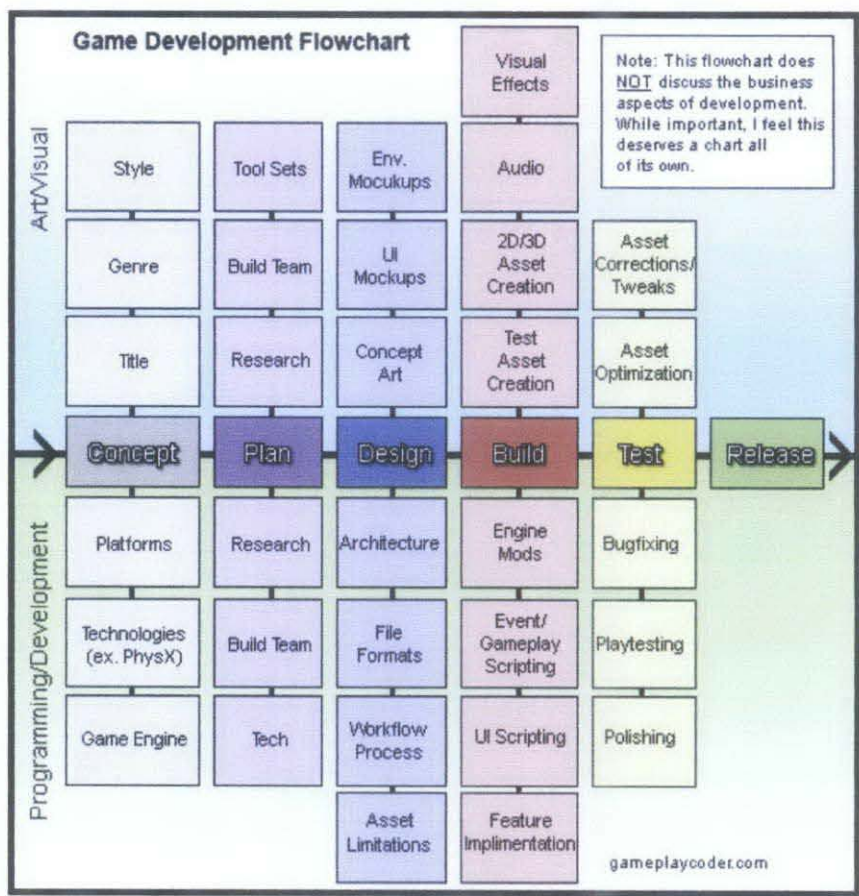 Game Development Flowchart
Note: This flowchart does
NOT discuss the business
aspects of development.
While important, I feel this
deserves a chart all
of its own.
Art/Visual
Visual
Effects
Style
Tool Sets
Env.
Mocukups
Audio
Genre
Build Team
UI
Mockups
2D/3D
Asset
Creation
Asset
Corrections/
Tweaks
Title
Research
Concept
Art
Test
Asset
Creation
Asset
Optimization
Concept
Plan
Design
Build
Test
Release
Programming/Development
Platforms
Research
Architecture
Engine
Mods
Bugfixing
Technologies
(ex. PhysX)
Build Team
File
Formats
Event/
Gameplay
Scripting
Playtesting
Game Engine
Tech
Workflow
Process
UI Scripting
Polishing
Asset
Limitations
Feature
Implimentation
gameplaycoder.com